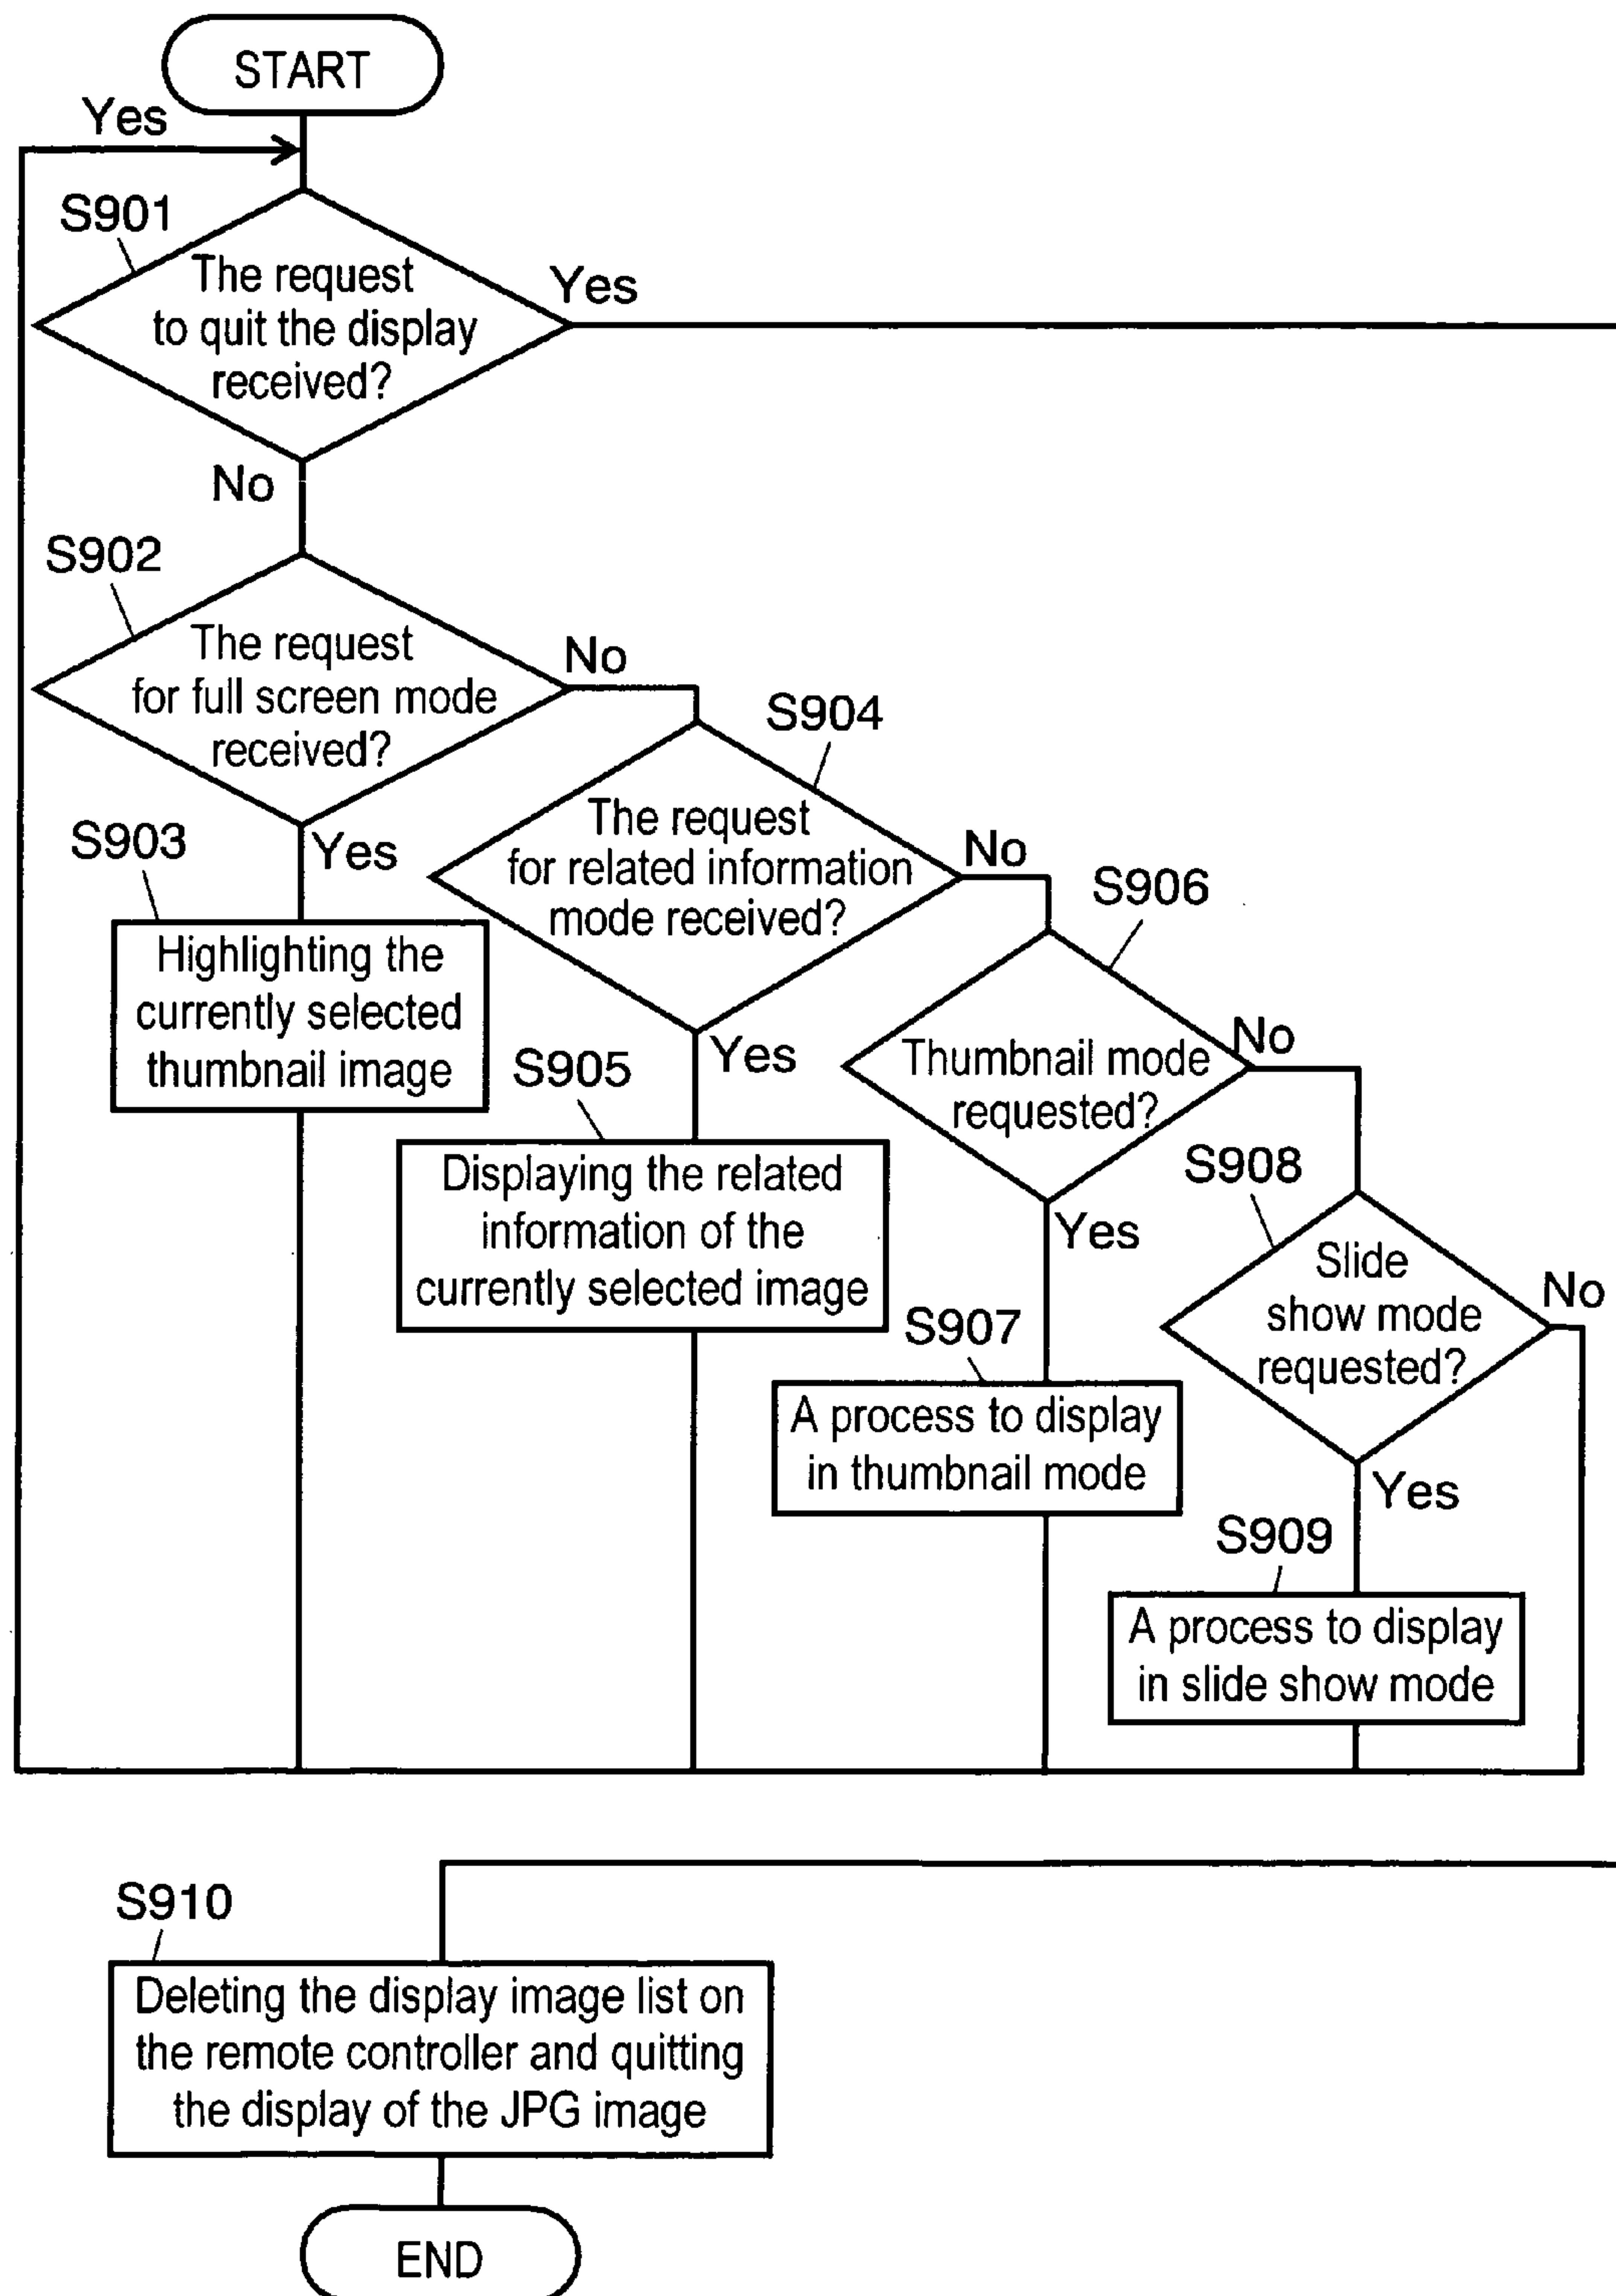 START
Yes
S901
The request
to quit the display
received?
Yes
No
S902
The request
for full screen mode
received?
No
S903
Yes
Highlighting the
currently selected
thumbnail image
S904
The request
for related information
mode received?
No
S905
Yes
Displaying the related
information of the
currently selected image
S906
Thumbnail mode
requested?
No
S907
Yes
A process to display
in thumbnail mode
S908
Slide
show mode
requested?
No
Yes
S909
A process to display
in slide show mode
S910
Deleting the display image list on
the remote controller and quitting
the display of the JPG image
END